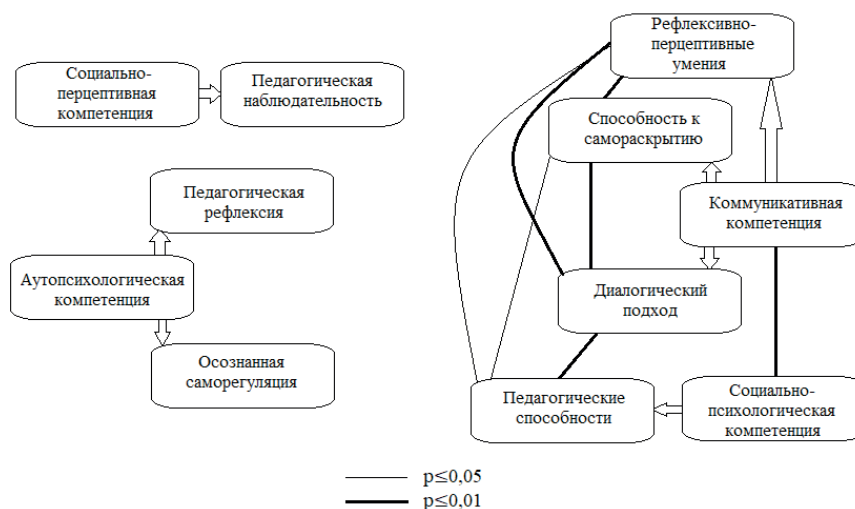 Социально-
перцептивная
компетенция
Педагогическая
наблюдательность
Педагогическая
рефлексия
Аутопсихологическая
компетенция
Осознанная
саморегуляция
Рефлексивно-
перцептивные
умения
Способность к
самораскрытию
Коммуникативная
компетенция
Диалогический
подход
Педагогические
способности
Социально-
психологическая
компетенция
p≤0,05
p≤0,01